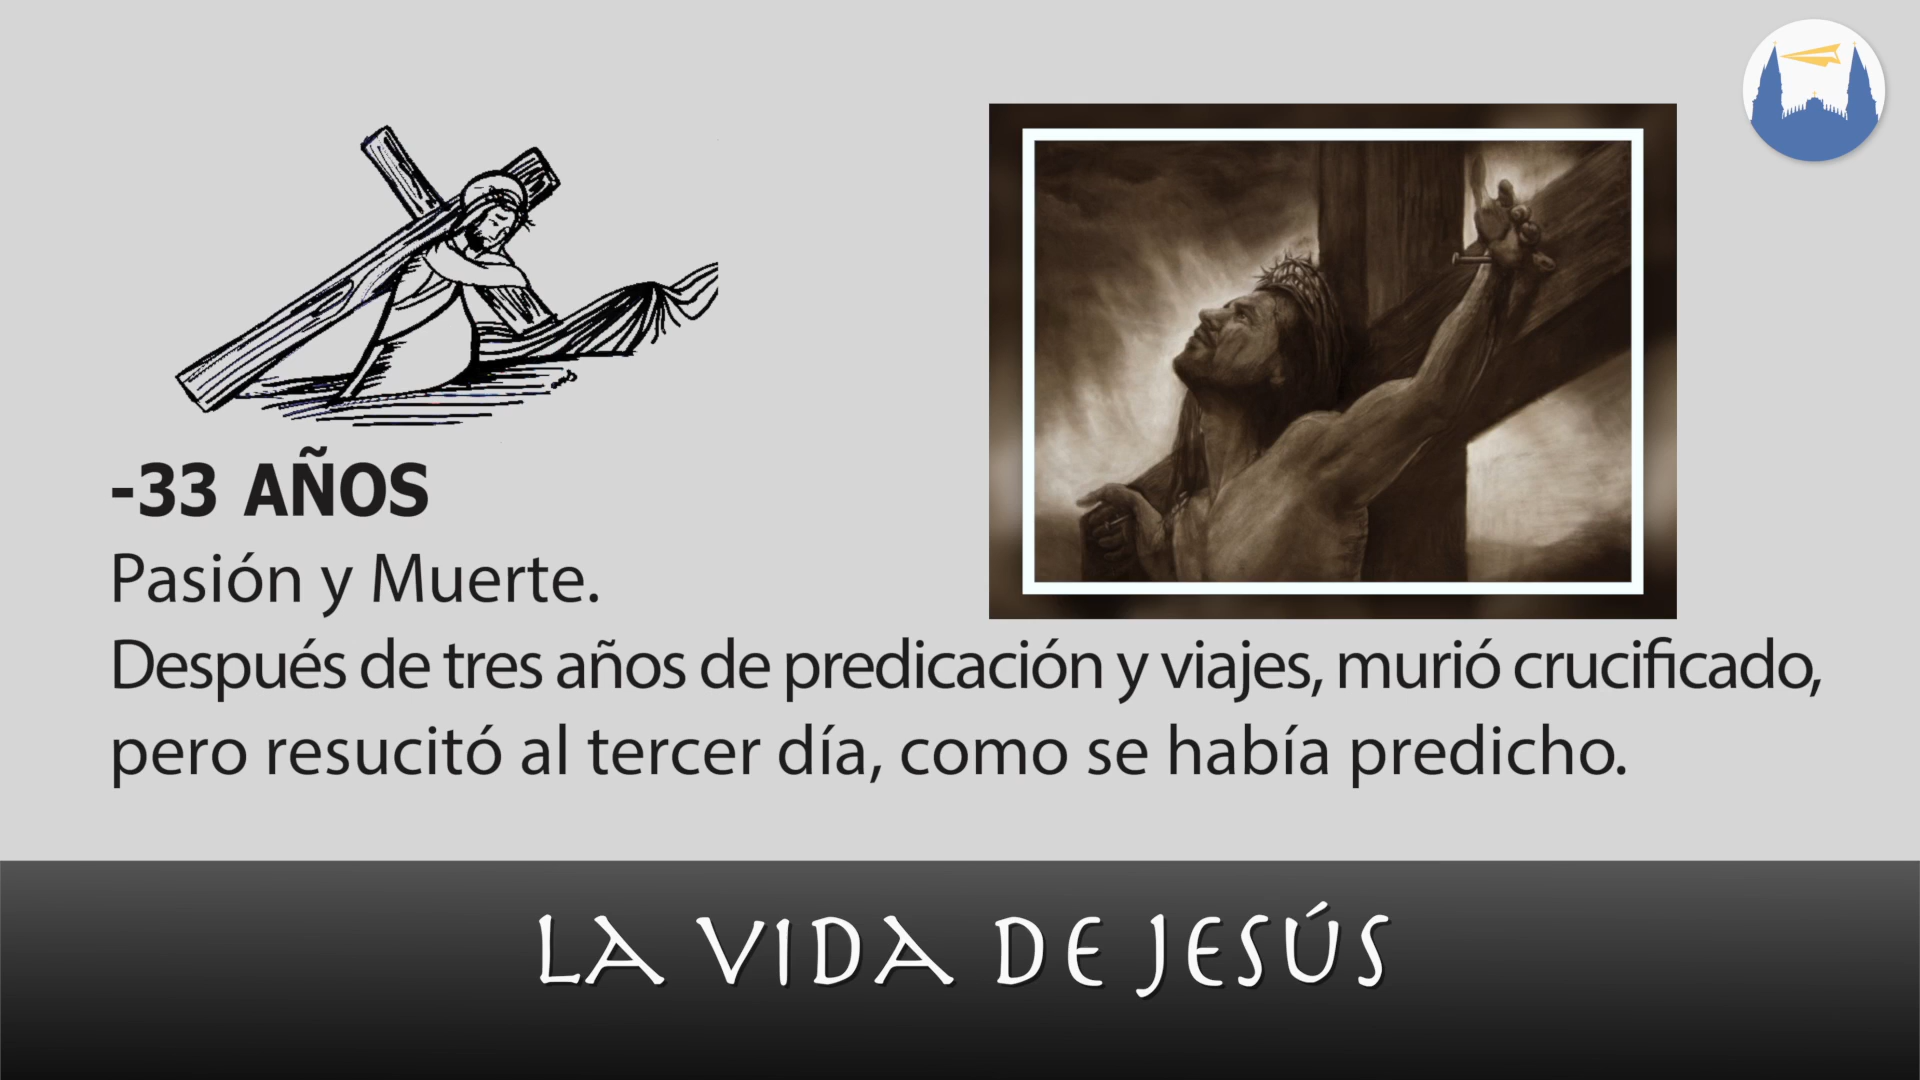 -33 AÑOS
Pasión y Muerte.
Después de tres años de predicación y viajes, murió crucificado,
pero resucitó al tercer día, como se había predicho.
LA VIDA DE JESÚS